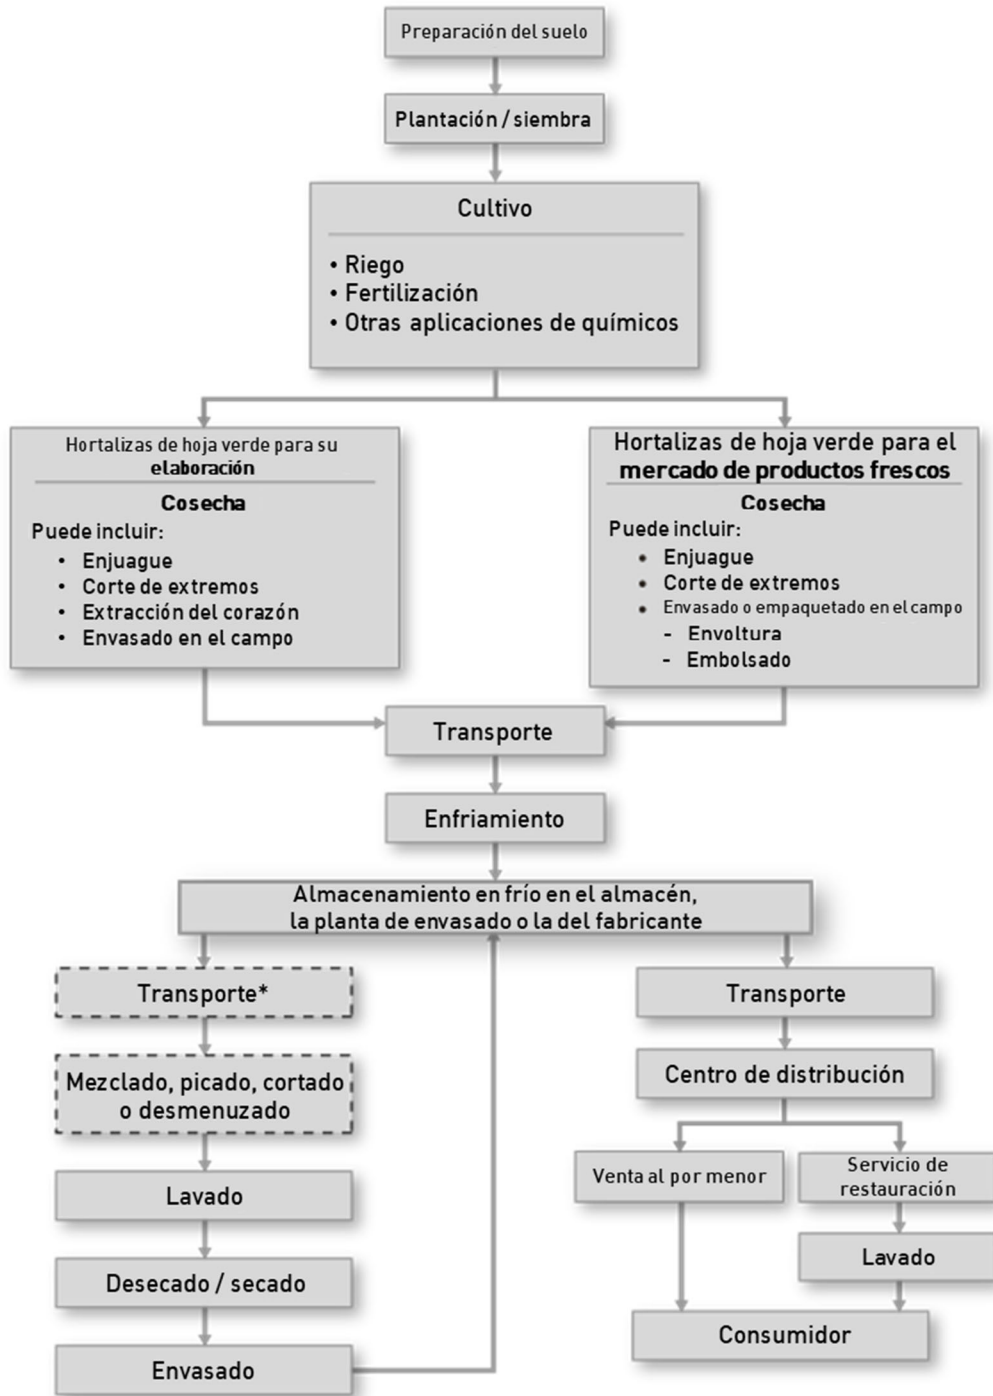 Preparación del suelo
Plantación / siembra
Cultivo
• Riego
• Fertilización
• Otras aplicaciones de químicos
Hortalizas de hoja verde para su
elaboración
Cosecha
Puede incluir:
• Enjuague
• Corte de extremos
• Extracción del corazón
• Envasado en el campo
Hortalizas de hoja verde para el
mercado de productos frescos
Cosecha
Puede incluir:
• Enjuague
• Corte de extremos
• Envasado o empaquetado en el campo
- Envoltura
- Embolsado
Transporte
Enfriamiento
Almacenamiento en frío en el almacén,
la planta de envasado o la del fabricante
Transporte*
Mezclado, picado, cortado
o desmenuzado
Lavado
Desecado / secado
Envasado
Transporte
Centro de distribución
Venta al por menor
Servicio de
restauración
Lavado
Consumidor